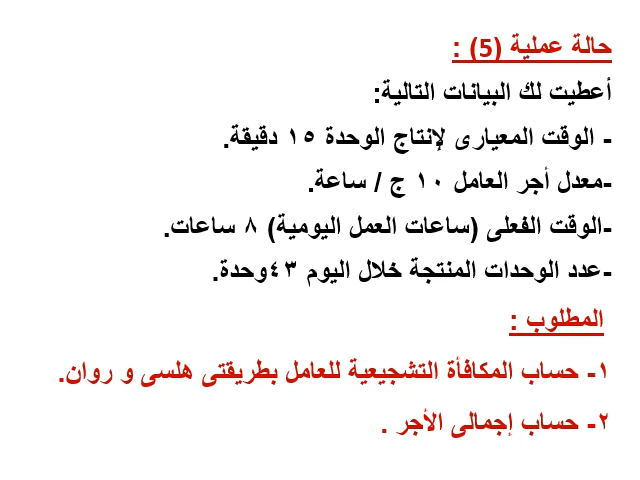 حالة عملية (5) :
أعطيت لك البيانات التالية:
- الوقت المعيارى لإنتاج الوحدة ١٥ دقيقة.
-معدل أجر العامل ١٠ ج / ساعة.
-الوقت الفعلى (ساعات العمل اليومية) ٨ ساعات.
-عدد الوحدات المنتجة خلال اليوم ٤٣وحدة.
المطلوب :
١- حساب المكافأة التشجيعية للعامل بطريقتى هلسى و روان.
٢- حساب إجمالى الأجر .